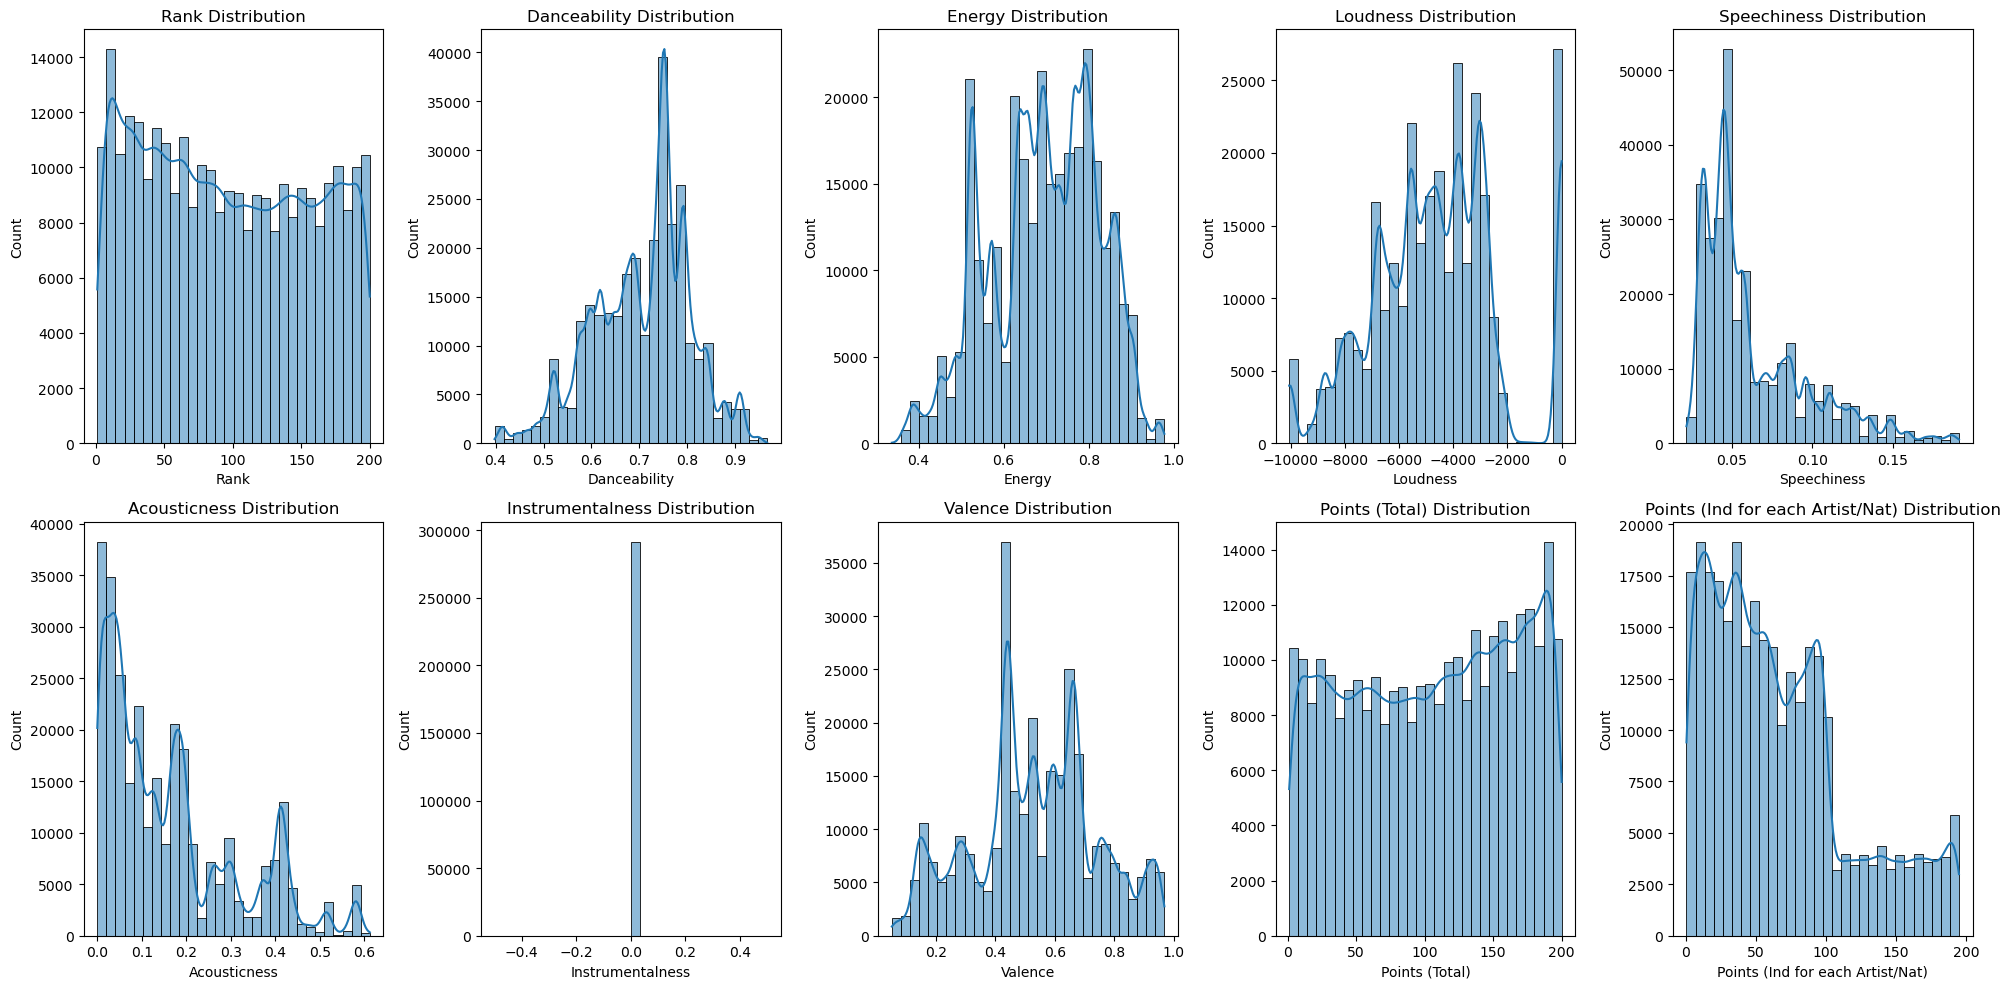 Rank Distribution
14000
12000
10000
8000
6000
4000
2000
0
Count
0 50 100 150 200
Rank
Danceability Distribution
40000
35000
30000
25000
20000
15000
10000
5000
0
Count
0.4 0.5 0.6 0.7 0.8 0.9
Danceability
Energy Distribution
20000
15000
10000
5000
0
Count
0.4 0.6 0.8 1.0
Energy
Loudness Distribution
25000
20000
15000
10000
5000
0
Count
−10000 −8000 −6000 −4000 −2000 0
Loudness
Speechiness Distribution
50000
40000
30000
20000
10000
0
Count
0.05 0.10 0.15
Speechiness
Acousticness Distribution
40000
35000
30000
25000
20000
15000
10000
5000
0
Count
0.0 0.1 0.2 0.3 0.4 0.5 0.6
Acousticness
Instrumentalness Distribution
300000
250000
200000
150000
100000
50000
0
Count
−0.4 −0.2 0.0 0.2 0.4
Instrumentalness
Valence Distribution
35000
30000
25000
20000
15000
10000
5000
0
Count
0.2 0.4 0.6 0.8 1.0
Valence
Points (Total) Distribution
14000
12000
10000
8000
6000
4000
2000
0
Count
0 50 100 150 200
Points (Total)
Points (Ind for each Artist/Nat) Distribution
20000
17500
15000
12500
10000
7500
5000
2500
0
Count
0 50 100 150 200
Points (Ind for each Artist/Nat)